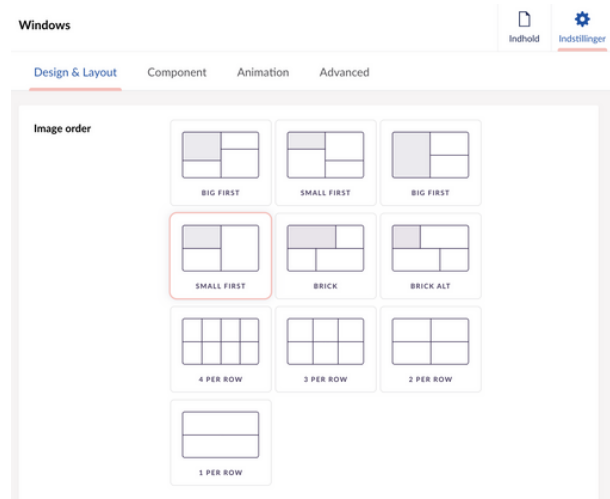 Windows
Indhold
Indstillinger
Design & Layout
Component
Animation
Advanced
Image order
BIG FIRST
SMALL FIRST
BIG FIRST
SMALL FIRST
BRICK
BRICK ALT
4 PER ROW
3 PER ROW
2 PER ROW
1 PER ROW